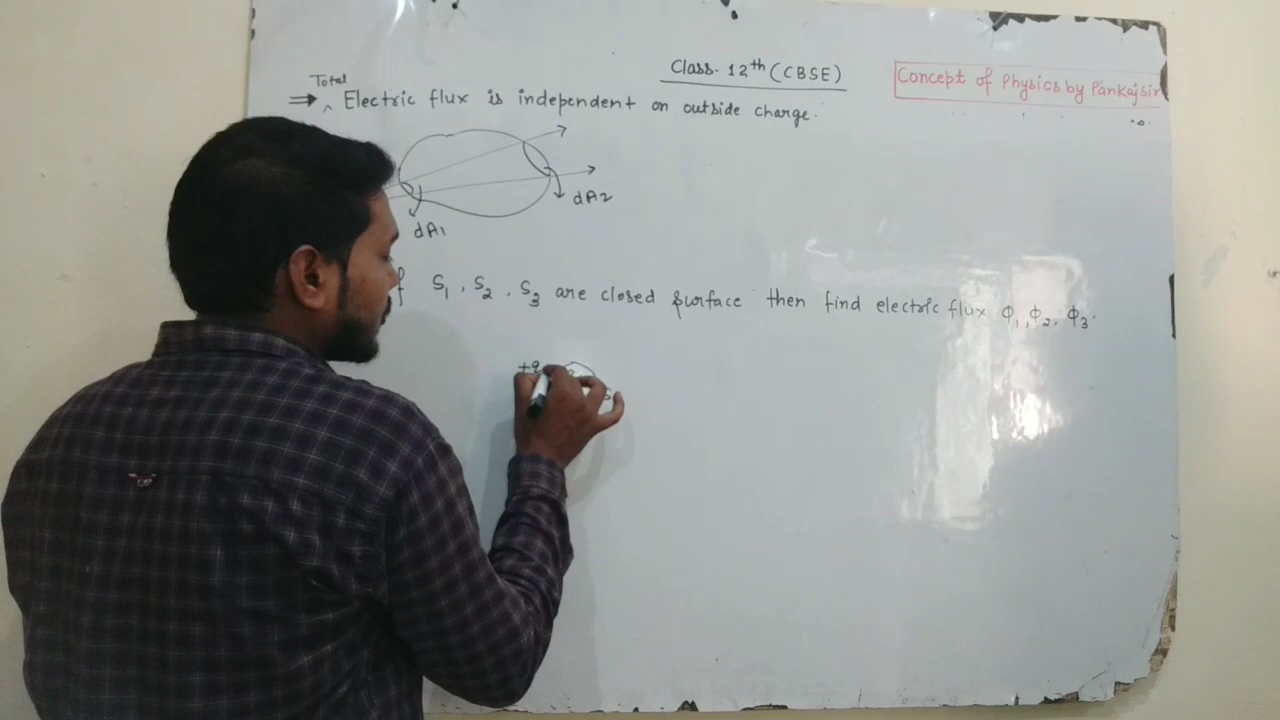 Class. 12th (CBSE)
Concept of Physics by Pankajsir
Total
⇒ ^ Electric flux is independent on outside charge.
dA2
dA1
S1, S2, S3 are closed surface then find electric flux Φ1, Φ2, Φ3.
+q
S